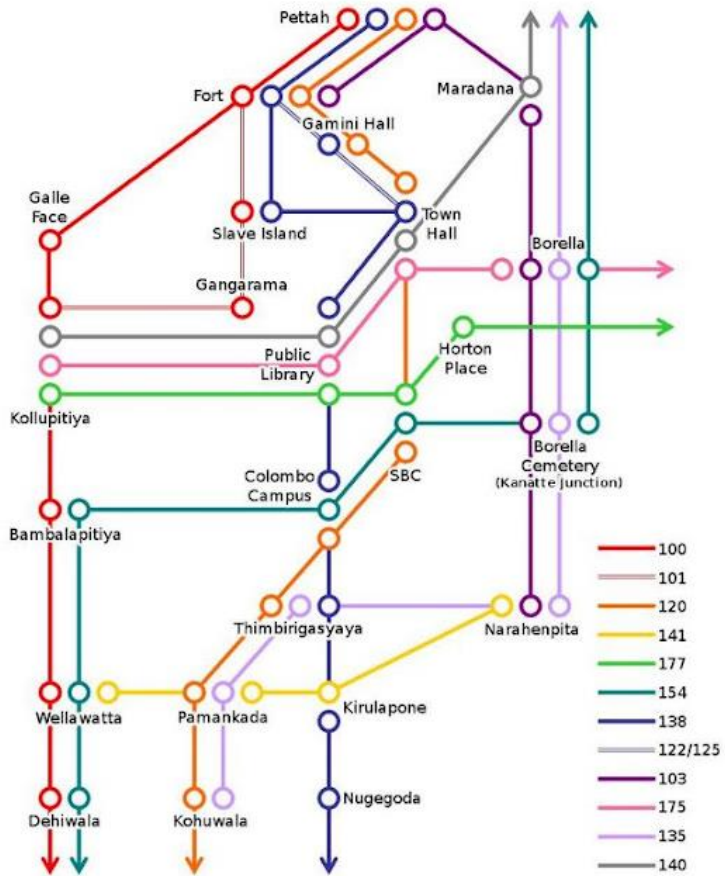 Pettah
Fort
Maradana
Gamini Hall
Galle
Face
Slave Island
Town
Hall
Borella
Gangarama
Public
Library
Horton
Place
Kollupitiya
Colombo
Campus
SBC
Borella
Cemetery
(Kanatte junction)
Bambalapitiya
Thimbirigasyaya
Narahenpita
Wellawatta
Pamankada
Kirulapone
Dehiwala
Kohuwala
Nugegoda
100
101
120
141
177
154
138
122/125
103
175
135
140